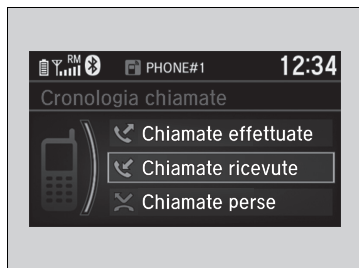 RM PHONE#1 12:34
Cronologia chiamate
Chiamate effettuate
Chiamate ricevute
Chiamate perse